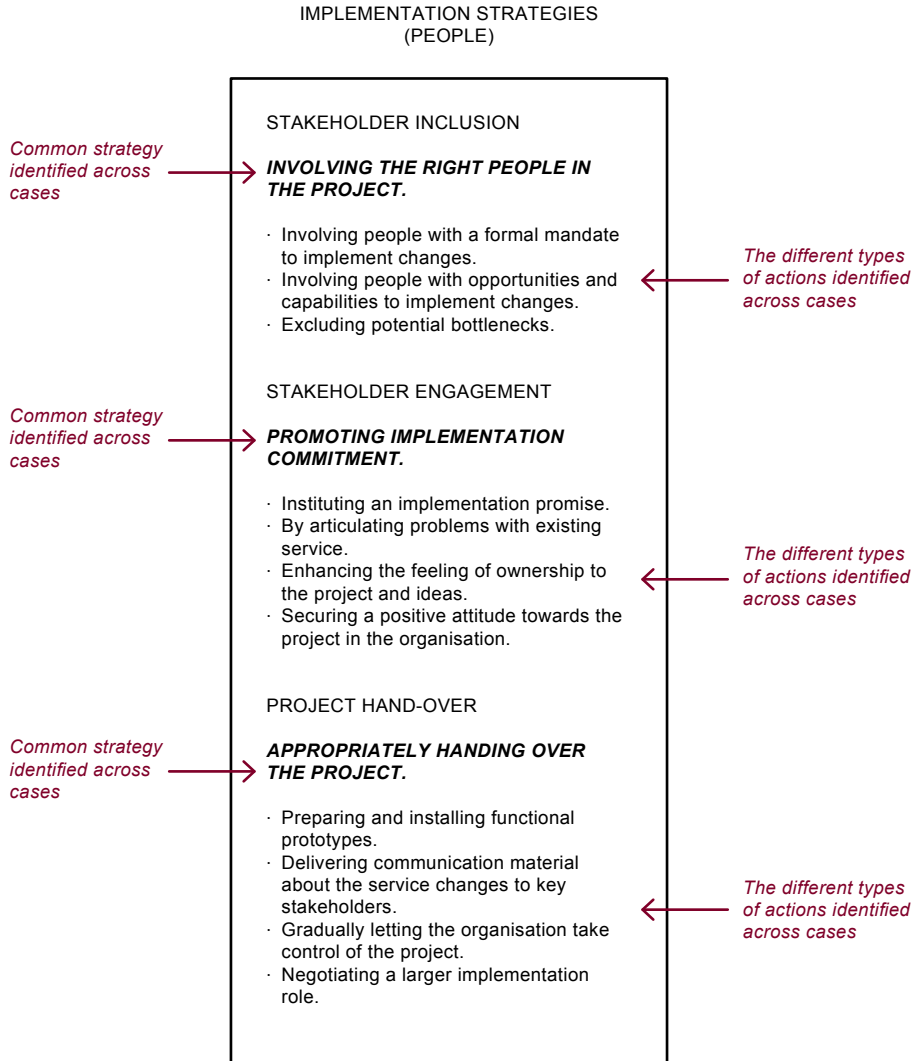 IMPLEMENTATION STRATEGIES
(PEOPLE)
STAKEHOLDER INCLUSION
Common strategy
identified across
cases
INVOLVING THE RIGHT PEOPLE IN
THE PROJECT.
· Involving people with a formal mandate
to implement changes.
· Involving people with opportunities and
capabilities to implement changes.
· Excluding potential bottlenecks.
The different types
of actions identified
across cases
STAKEHOLDER ENGAGEMENT
Common strategy
identified across
cases
PROMOTING IMPLEMENTATION
COMMITMENT.
· Instituting an implementation promise.
· By articulating problems with existing
service.
· Enhancing the feeling of ownership to
the project and ideas.
· Securing a positive attitude towards the
project in the organisation.
The different types
of actions identified
across cases
PROJECT HAND-OVER
Common strategy
identified across
cases
APPROPRIATELY HANDING OVER
THE PROJECT.
· Preparing and installing functional
prototypes.
· Delivering communication material
about the service changes to key
stakeholders.
· Gradually letting the organisation take
control of the project.
· Negotiating a larger implementation
role.
The different types
of actions identified
across cases